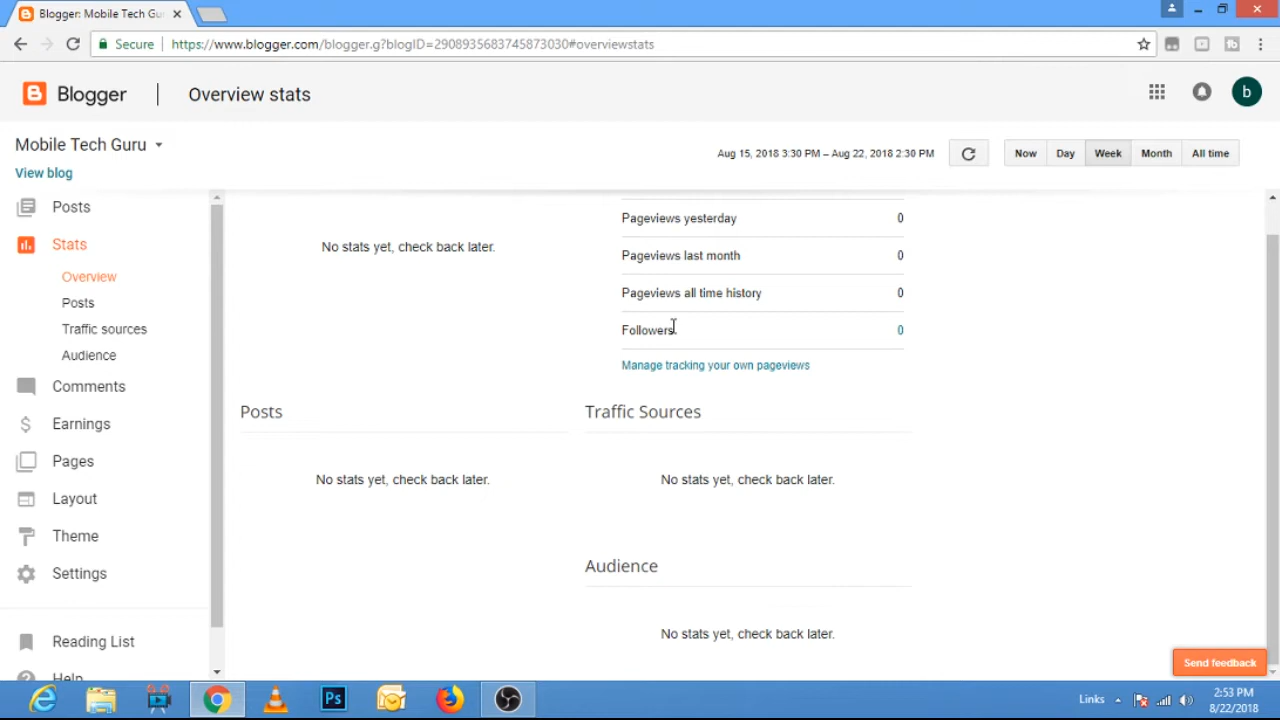 Blogger: Mobile Tech Gu
Secure
https://www.blogger.com/blogger.g?blogID=2908935683745873030#overviewstats
Blogger
Overview stats
b
Mobile Tech Guru
View blog
Aug 15, 2018 3:30 PM – Aug 22, 2018 2:30 PM
Now
Day
Week
Month
All time
Posts
Stats
Overview
Posts
Traffic sources
Audience
Comments
Earnings
Pages
Layout
Theme
Settings
Reading List
Help
No stats yet, check back later.
Pageviews yesterday 0
Pageviews last month 0
Pageviews all time history 0
Followers 0
Manage tracking your own pageviews
Posts
No stats yet, check back later.
Traffic Sources
No stats yet, check back later.
Audience
No stats yet, check back later.
Send feedback
Ps
Links
2:53 PM
8/22/2018